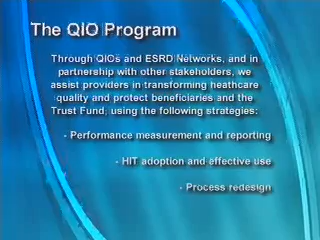 The QIO Program
Through QIOs and ESRD Networks, and in
partnership with other stakeholders, we
assist providers in transforming heathcare
quality and protect beneficiaries and the
Trust Fund, using the following strategies:
- Performance measurement and reporting
- HIT adoption and effective use
- Process redesign